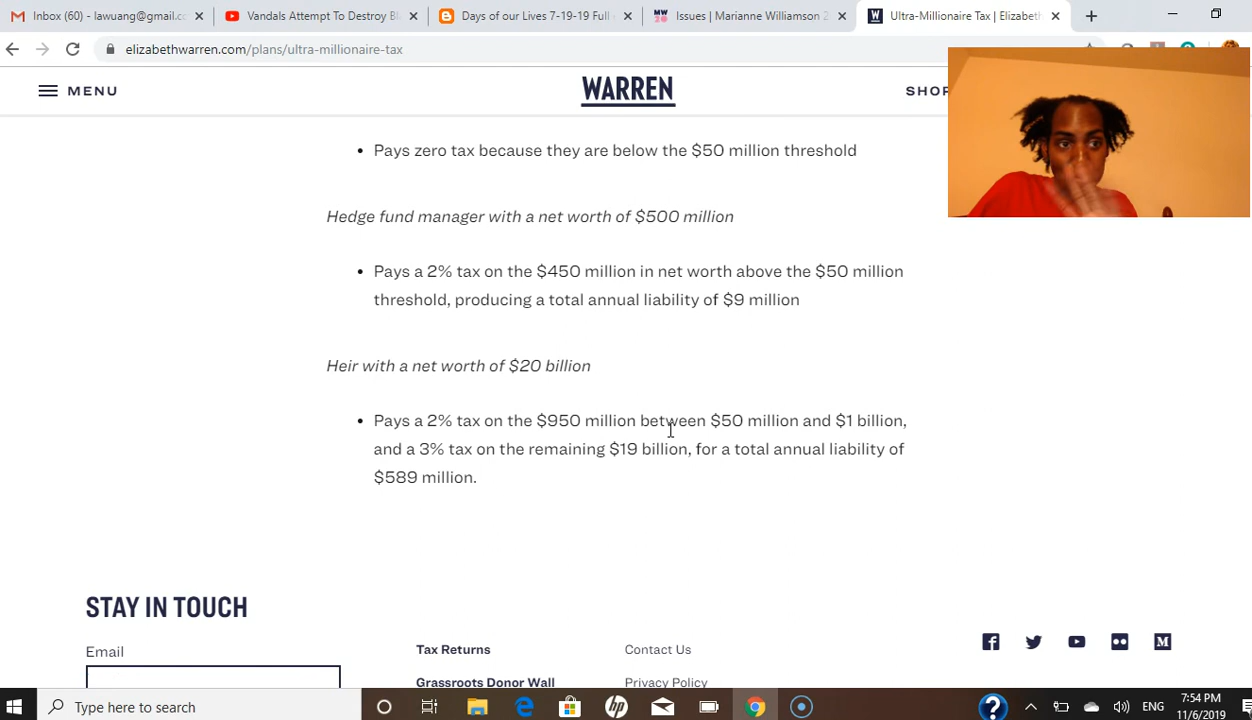 Inbox (60) - lawuang@gmail.cc
Vandals Attempt To Destroy Bl
Days of our Lives 7-19-19 Full
MW
20
Issues | Marianne Williamson 2
W
Ultra-Millionaire Tax | Elizabeth
elizabethwarren.com/plans/ultra-millionaire-tax
MENU
WARREN
SHOP
• Pays zero tax because they are below the $50 million threshold
Hedge fund manager with a net worth of $500 million
• Pays a 2% tax on the $450 million in net worth above the $50 million
threshold, producing a total annual liability of $9 million
Heir with a net worth of $20 billion
• Pays a 2% tax on the $950 million between $50 million and $1 billion,
and a 3% tax on the remaining $19 billion, for a total annual liability of
$589 million.
STAY IN TOUCH
Email
Tax Returns
Contact Us
Grassroots Donor Wall
Privacy Policy
Type here to search
ENG
7:54 PM
11/6/2019